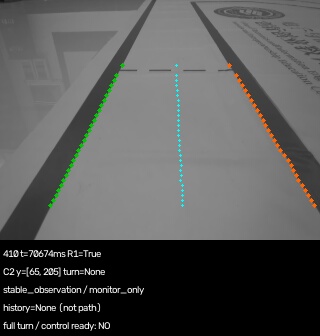 410 t=70674ms R1=True
C2 y=[65, 205] turn=None
stable_observation / monitor_only
history=None (not path)
full turn / control ready: NO